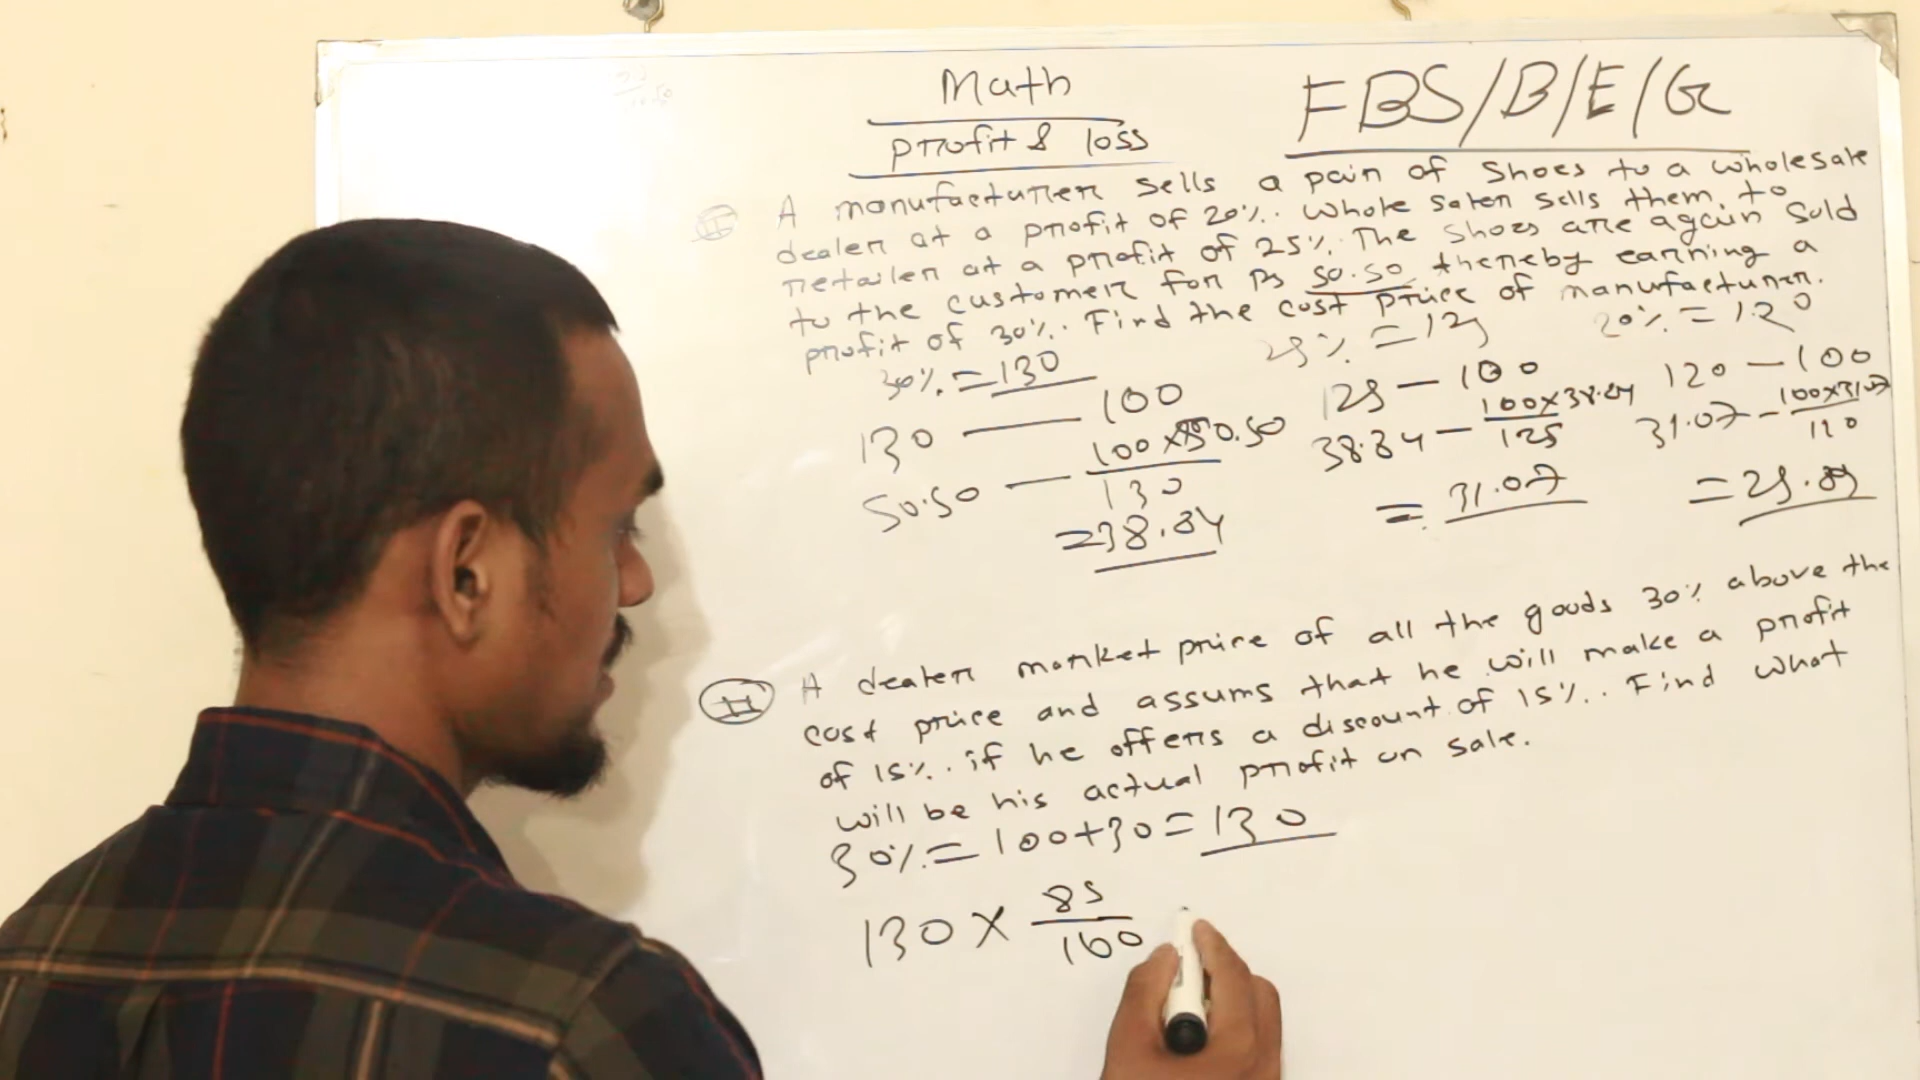 Math
FBS/B/E/G
profit & loss
I A manufacturer sells a pair of shoes to a wholesale
dealer at a profit of 20%. Whole saler sells them to
retailer at a profit of 25%. The shoes are again sold
to the customer for Rs 50.50 thereby earning a
profit of 30%. Find the cost price of manufacturer.
30% = 130
25% = 125
20% = 120
130 — 100
50.50 — 100 × 50.50
130
= 38.84
125 — 100
38.84 — 100 × 38.84
125
= 31.07
120 — 100
31.07 — 100×31.07
120
= 25.89
II A dealer market price of all the goods 30% above the
cost price and assums that he will make a profit
of 15%. if he offers a discount of 15%. Find what
will be his actual profit on sale.
30% = 100+30 = 130
130 × 85
100